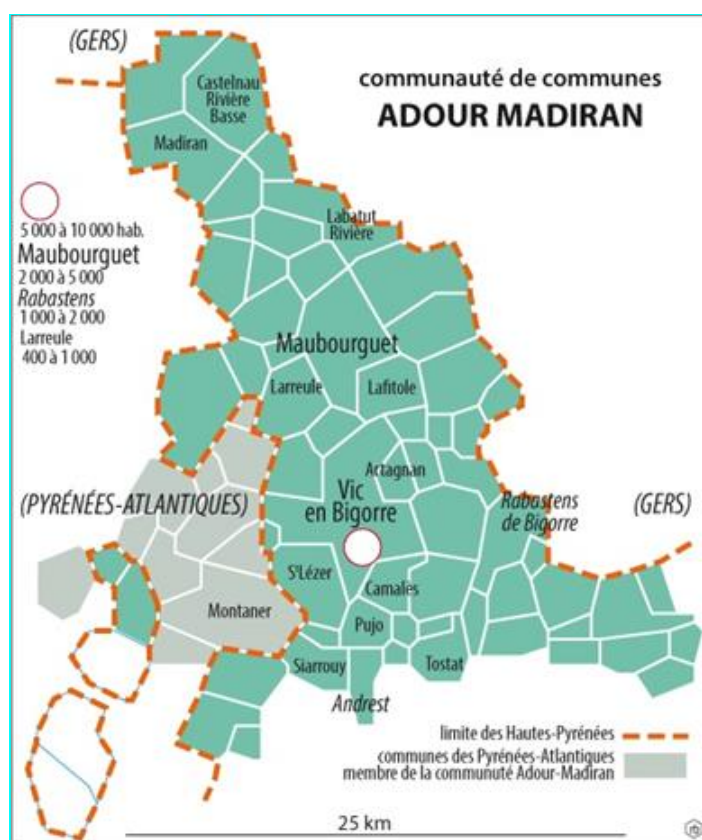 (GERS)
communauté de communes
ADOUR MADIRAN
Castelnau
Rivière
Basse
Madiran
5 000 à 10 000 hab.
Maubourguet
2 000 à 5 000
Rabastens
1 000 à 2 000
Larreule
400 à 1 000
Labatut
Rivière
Maubourguet
Larreule
Lafitole
(PYRÉNÉES-ATLANTIQUES)
Actagnan
Vic
en Bigorre
Rabastens
de Bigorre
(GERS)
St Lézer
Camales
Montaner
Pujo
Siarrouy
Tostat
Andrest
limite des Hautes-Pyrénées
communes des Pyrénées-Atlantiques
membre de la communauté Adour-Madiran
25 km